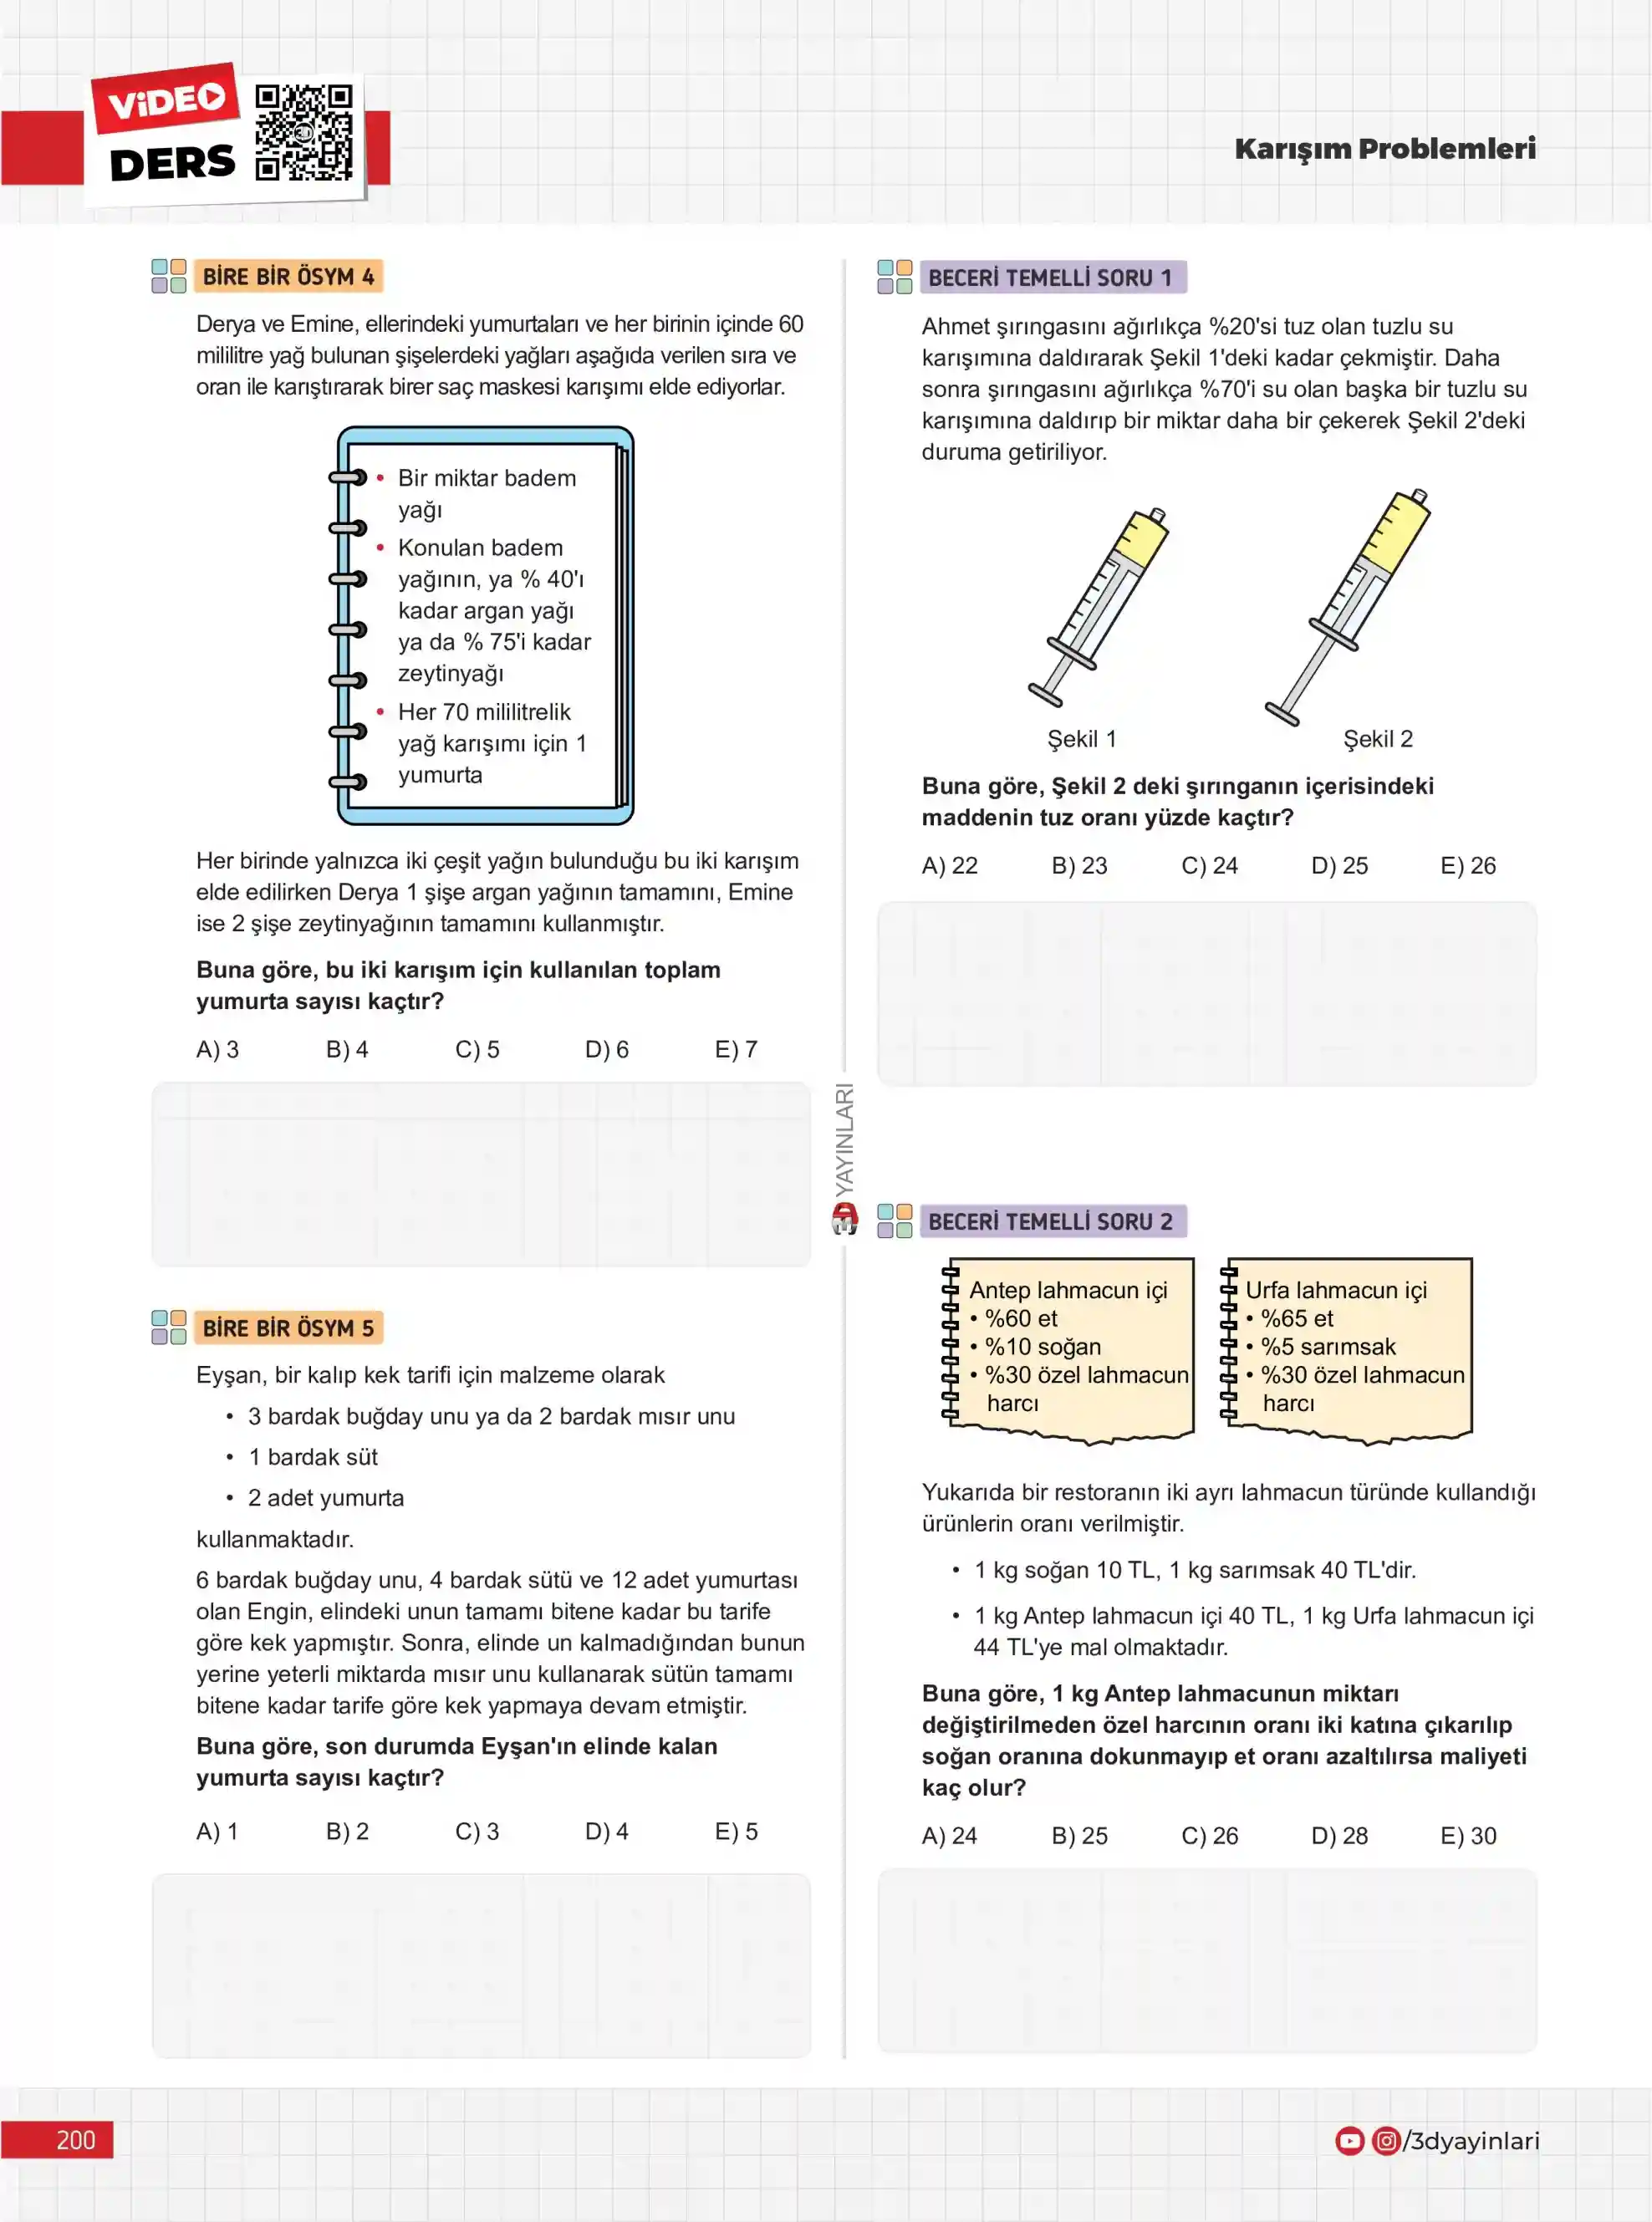 VİDEO
DERS
Karışım Problemleri
BİRE BİR ÖSYM 4
Derya ve Emine, ellerindeki yumurtaları ve her birinin içinde 60
mililitre yağ bulunan şişelerdeki yağları aşağıda verilen sıra ve
oran ile karıştırarak birer saç maskesi karışımı elde ediyorlar.
• Bir miktar badem
yağı
• Konulan badem
yağının, ya % 40'ı
kadar argan yağı
ya da % 75'i kadar
zeytinyağı
• Her 70 mililitrelik
yağ karışımı için 1
yumurta
Her birinde yalnızca iki çeşit yağın bulunduğu bu iki karışım
elde edilirken Derya 1 şişe argan yağının tamamını, Emine
ise 2 şişe zeytinyağının tamamını kullanmıştır.
Buna göre, bu iki karışım için kullanılan toplam
yumurta sayısı kaçtır?
A) 3 B) 4 C) 5 D) 6 E) 7
BİRE BİR ÖSYM 5
Eyşan, bir kalıp kek tarifi için malzeme olarak
• 3 bardak buğday unu ya da 2 bardak mısır unu
• 1 bardak süt
• 2 adet yumurta
kullanmaktadır.
6 bardak buğday unu, 4 bardak sütü ve 12 adet yumurtası
olan Engin, elindeki unun tamamı bitene kadar bu tarife
göre kek yapmıştır. Sonra, elinde un kalmadığından bunun
yerine yeterli miktarda mısır unu kullanarak sütün tamamı
bitene kadar tarife göre kek yapmaya devam etmiştir.
Buna göre, son durumda Eyşan'ın elinde kalan
yumurta sayısı kaçtır?
A) 1 B) 2 C) 3 D) 4 E) 5
YAYINLARI
BECERİ TEMELLİ SORU 1
Ahmet şırıngasını ağırlıkça %20'si tuz olan tuzlu su
karışımına daldırarak Şekil 1'deki kadar çekmiştir. Daha
sonra şırıngasını ağırlıkça %70'i su olan başka bir tuzlu su
karışımına daldırıp bir miktar daha bir çekerek Şekil 2'deki
duruma getiriliyor.
Şekil 1 Şekil 2
Buna göre, Şekil 2 deki şırınganın içerisindeki
maddenin tuz oranı yüzde kaçtır?
A) 22 B) 23 C) 24 D) 25 E) 26
BECERİ TEMELLİ SORU 2
Antep lahmacun içi
• %60 et
• %10 soğan
• %30 özel lahmacun
harcı
Urfa lahmacun içi
• %65 et
• %5 sarımsak
• %30 özel lahmacun
harcı
Yukarıda bir restoranın iki ayrı lahmacun türünde kullandığı
ürünlerin oranı verilmiştir.
• 1 kg soğan 10 TL, 1 kg sarımsak 40 TL'dir.
• 1 kg Antep lahmacun içi 40 TL, 1 kg Urfa lahmacun içi
44 TL'ye mal olmaktadır.
Buna göre, 1 kg Antep lahmacunun miktarı
değiştirilmeden özel harcının oranı iki katına çıkarılıp
soğan oranına dokunmayıp et oranı azaltılırsa maliyeti
kaç olur?
A) 24 B) 25 C) 26 D) 28 E) 30
200
/3dyayinlari